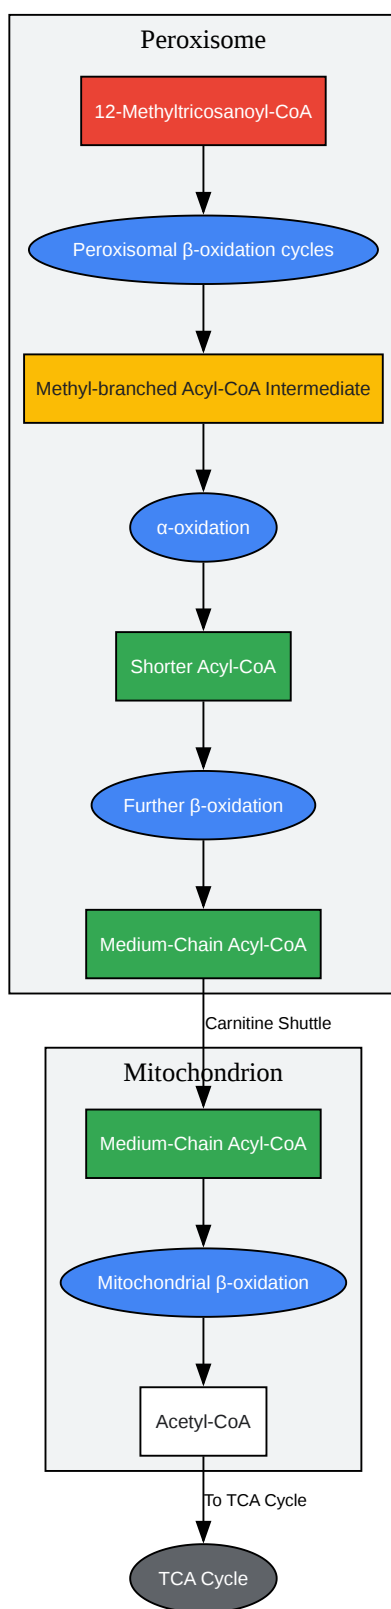 Peroxisome
12-Methyltricosanoyl-CoA
Peroxisomal β-oxidation cycles
Methyl-branched Acyl-CoA Intermediate
α-oxidation
Shorter Acyl-CoA
Further β-oxidation
Medium-Chain Acyl-CoA
Carnitine Shuttle
Mitochondrion
Medium-Chain Acyl-CoA
Mitochondrial β-oxidation
Acetyl-CoA
To TCA Cycle
TCA Cycle